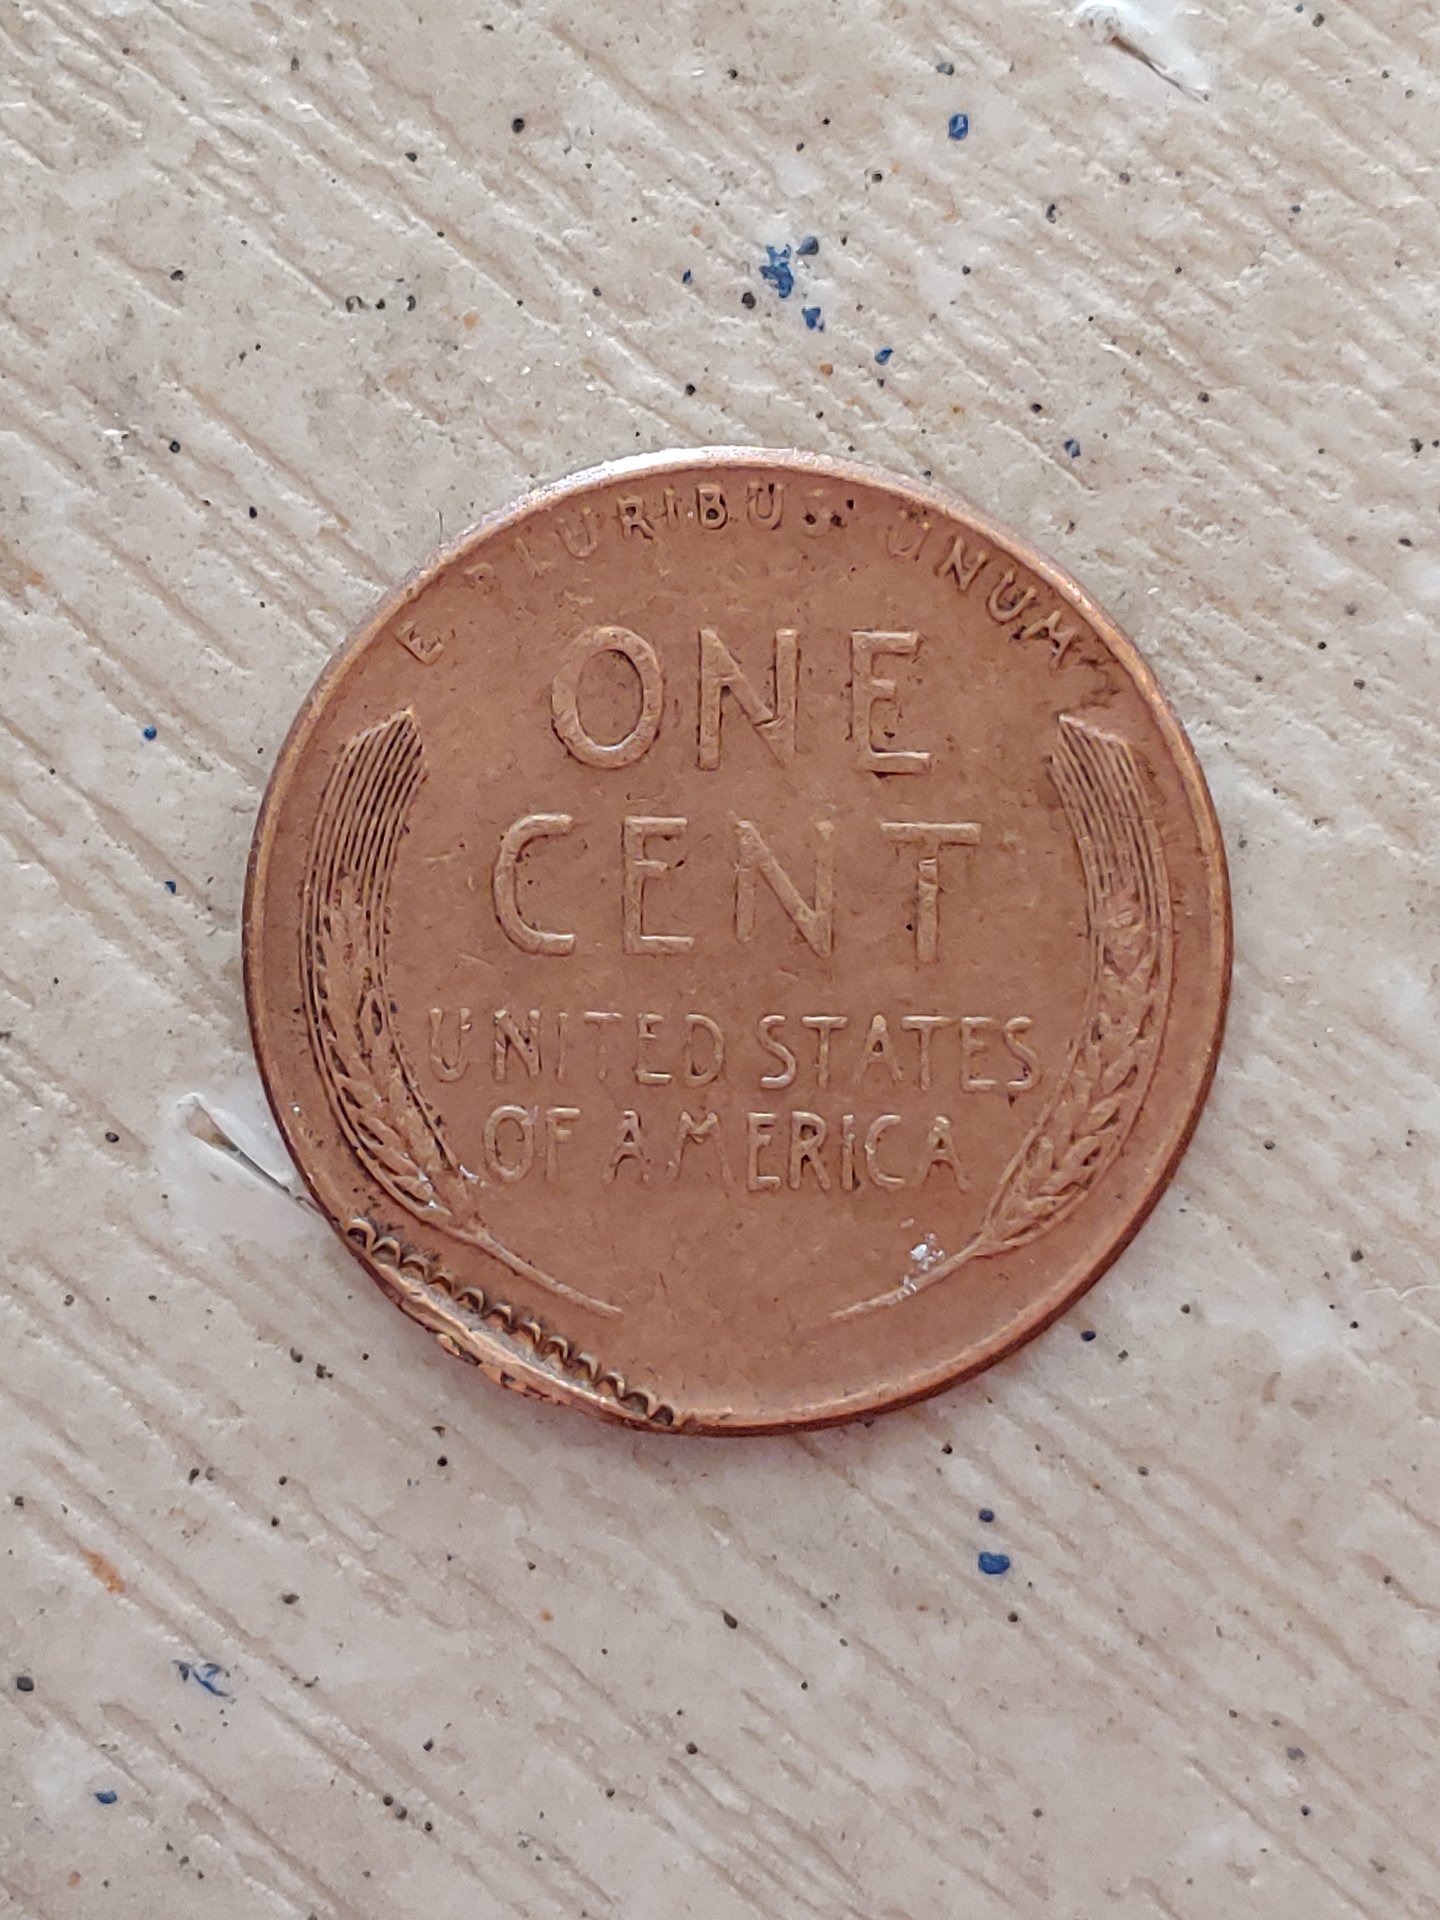 E PLURIBUS UNUM
ONE
CENT
UNITED STATES
OF AMERICA